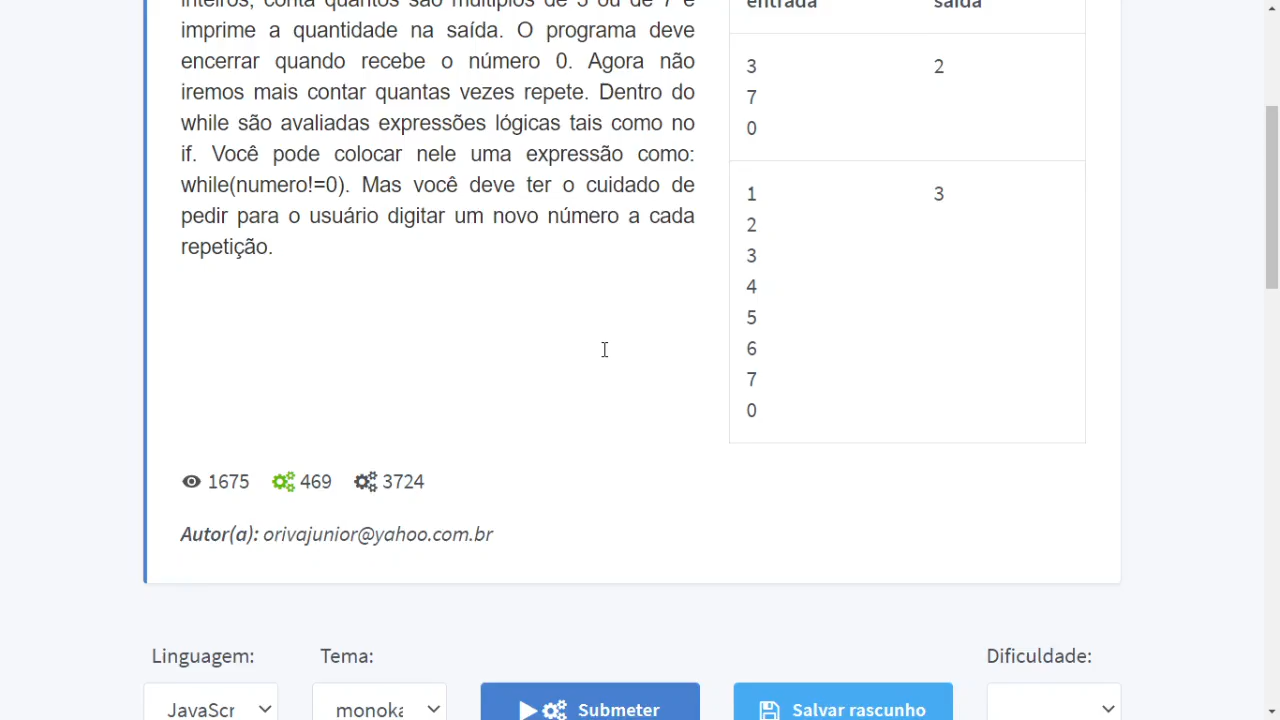 inteiros, conta quantos são múltiplos de 3 ou de 7 e
imprime a quantidade na saída. O programa deve
encerrar quando recebe o número 0. Agora não
iremos mais contar quantas vezes repete. Dentro do
while são avaliadas expressões lógicas tais como no
if. Você pode colocar nele uma expressão como:
while(numero!=0). Mas você deve ter o cuidado de
pedir para o usuário digitar um novo número a cada
repetição.
entrada saída
3 2
7
0
1 3
2
3
4
5
6
7
0
1675 469 3724
Autor(a): orivajunior@yahoo.com.br
Linguagem: Tema: Dificuldade:
JavaScr monoka Submeter Salvar rascunho